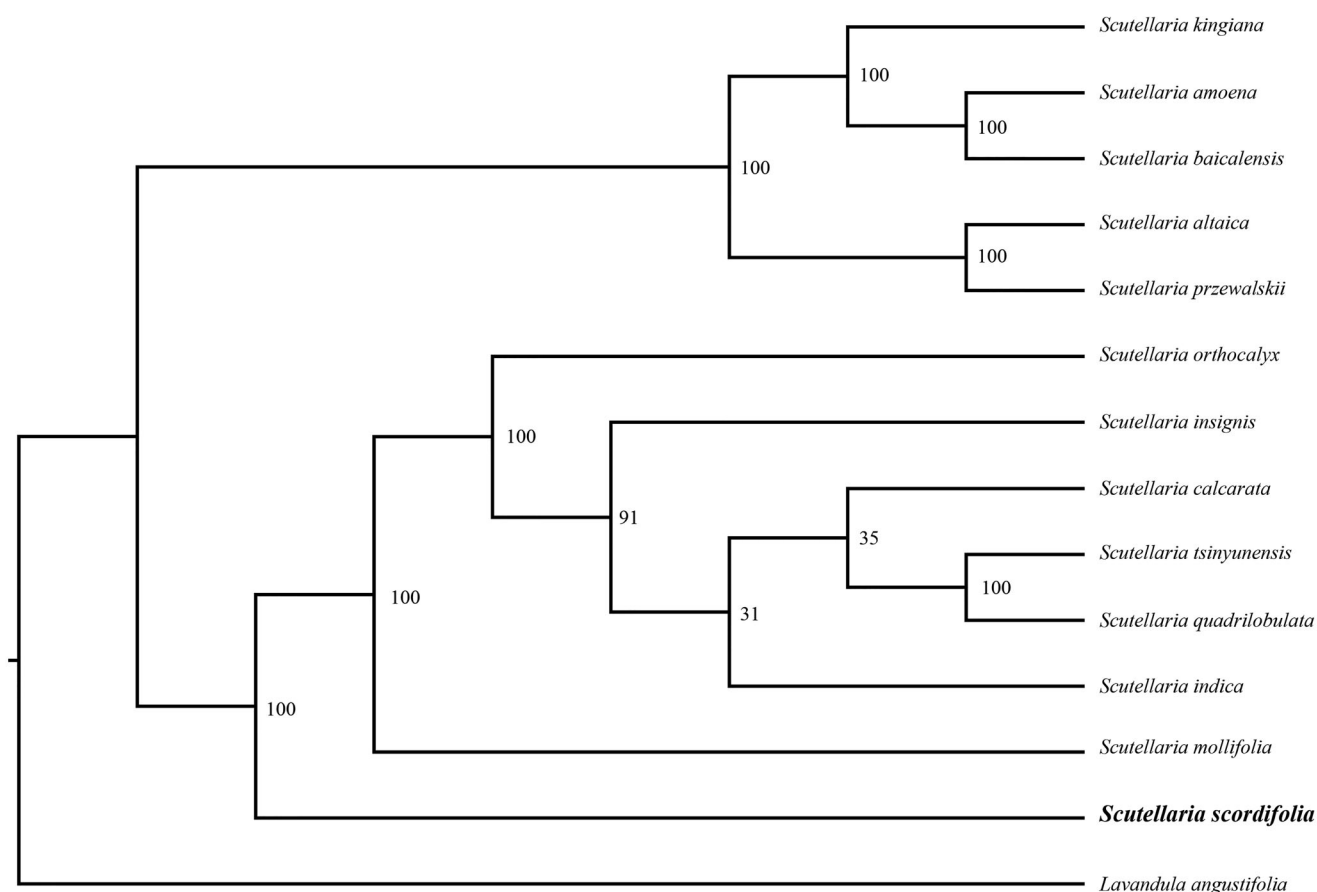 Scutellaria kingiana
100
Scutellaria amoena
100
Scutellaria baicalensis
100
Scutellaria altaica
100
Scutellaria przewalskii
Scutellaria orthocalyx
Scutellaria insignis
100
Scutellaria calcarata
91
35
Scutellaria tsinyunensis
100
100
31
Scutellaria quadrilobulata
Scutellaria indica
100
Scutellaria mollifolia
Scutellaria scordifolia
Lavandula angustifolia